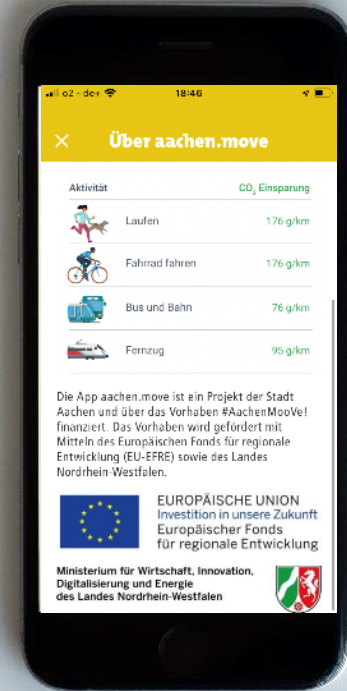 o2 - de+
18:46
Über aachen.move
Aktivität CO₂ Einsparung
Laufen 176 g/km
Fahrrad fahren 176 g/km
Bus und Bahn 76 g/km
Fernzug 95 g/km
Die App aachen.move ist ein Projekt der Stadt
Aachen und über das Vorhaben #AachenMooVe!
finanziert. Das Vorhaben wird gefördert mit
Mitteln des Europäischen Fonds für regionale
Entwicklung (EU-EFRE) sowie des Landes
Nordrhein-Westfalen.
EUROPÄISCHE UNION
Investition in unsere Zukunft
Europäischer Fonds
für regionale Entwicklung
Ministerium für Wirtschaft, Innovation,
Digitalisierung und Energie
des Landes Nordrhein-Westfalen